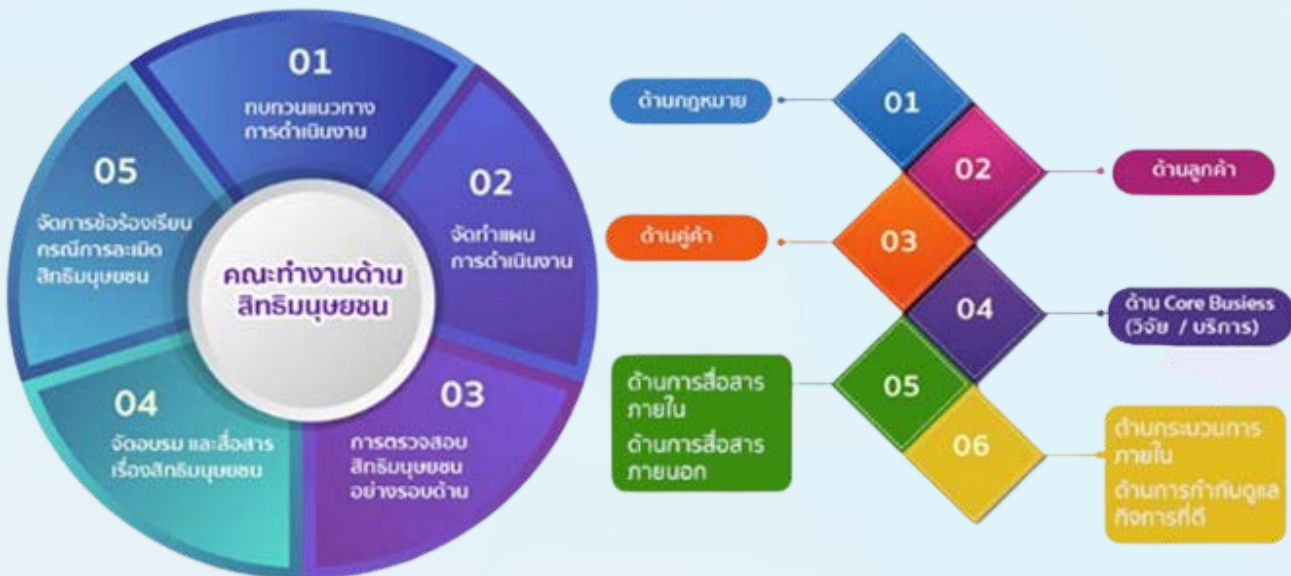 01
ทบทวนแนวทาง
การดำเนินงาน
02
จัดทำแผน
การดำเนินงาน
03
การตรวจสอบ
สิทธิมนุษยชน
อย่างรอบด้าน
04
จัดอบรม และสื่อสาร
เรื่องสิทธิมนุษยชน
05
จัดการข้อร้องเรียน
กรณีการละเมิด
สิทธิมนุษยชน
คณะทำงานด้าน
สิทธิมนุษยชน
ด้านกฎหมาย
01
02
ด้านลูกค้า
ด้านคู่ค้า
03
04
ด้าน Core Busiess
(วิจัย / บริการ)
ด้านการสื่อสาร
ภายใน
ด้านการสื่อสาร
ภายนอก
05
06
ด้านกระบวนการ
ภายใน
ด้านการกำกับดูแล
กิจการที่ดี